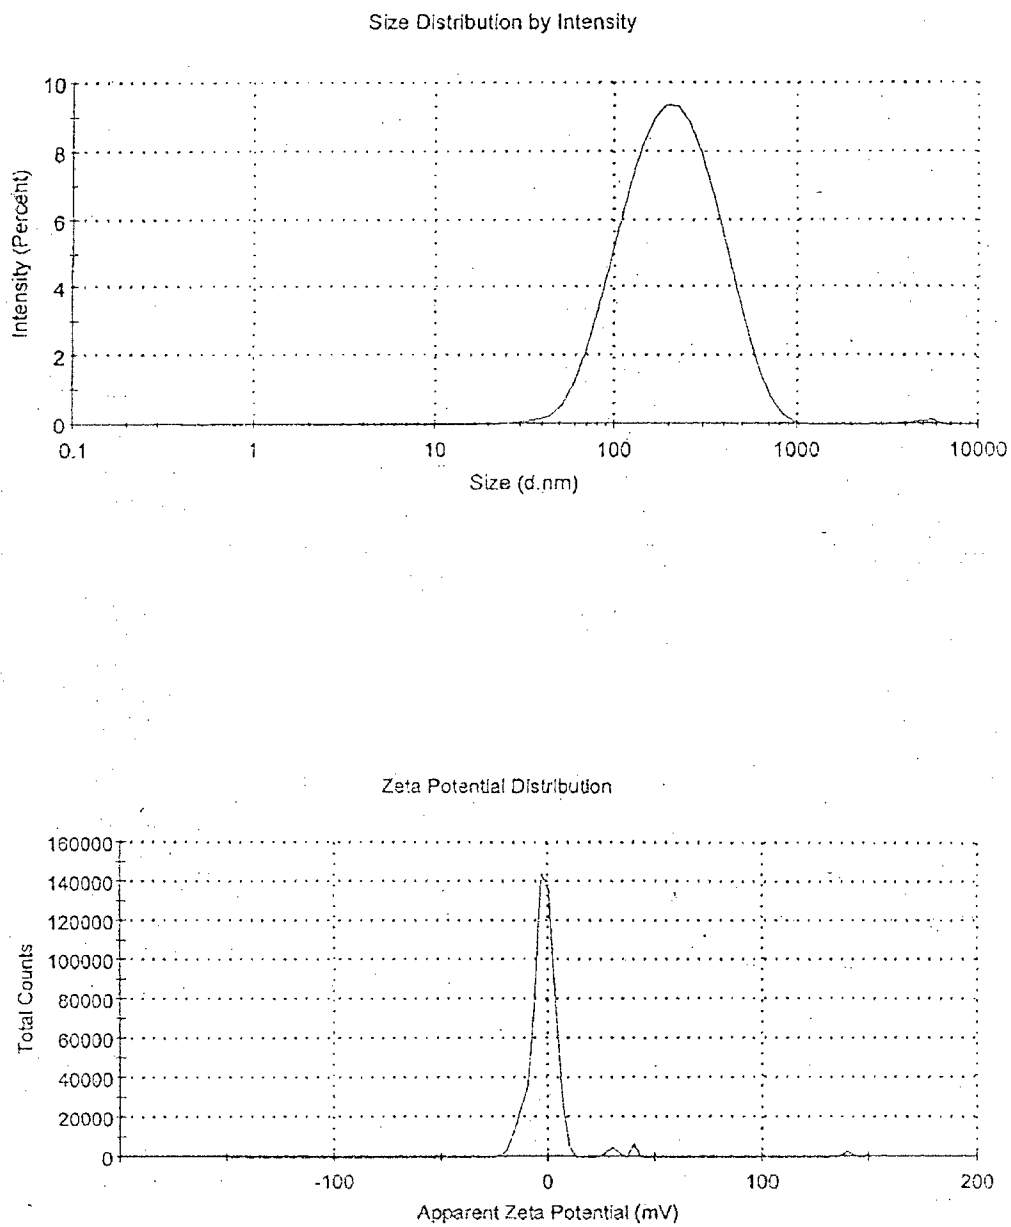 Size Distribution by Intensity
10
8
6
4
2
0
Intensity (Percent)
0.1 1 10 100 1000 10000
Size (d.nm)
Zeta Potential Distribution
160000
140000
120000
100000
80000
60000
40000
20000
0
Total Counts
-100 0 100 200
Apparent Zeta Potential (mV)